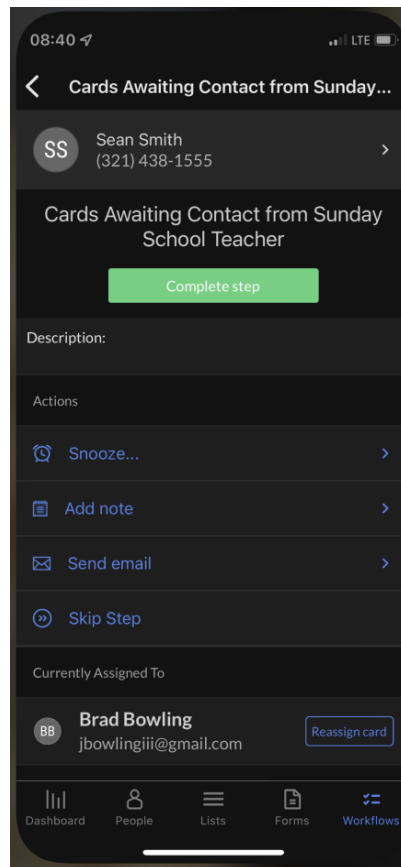 08:40
LTE
Cards Awaiting Contact from Sunday...
SS
Sean Smith
(321) 438-1555
Cards Awaiting Contact from Sunday
School Teacher
Complete step
Description:
Actions
Snooze...
Add note
Send email
Skip Step
Currently Assigned To
BB
Brad Bowling
jbowlingiii@gmail.com
Reassign card
Dashboard
People
Lists
Forms
Workflows